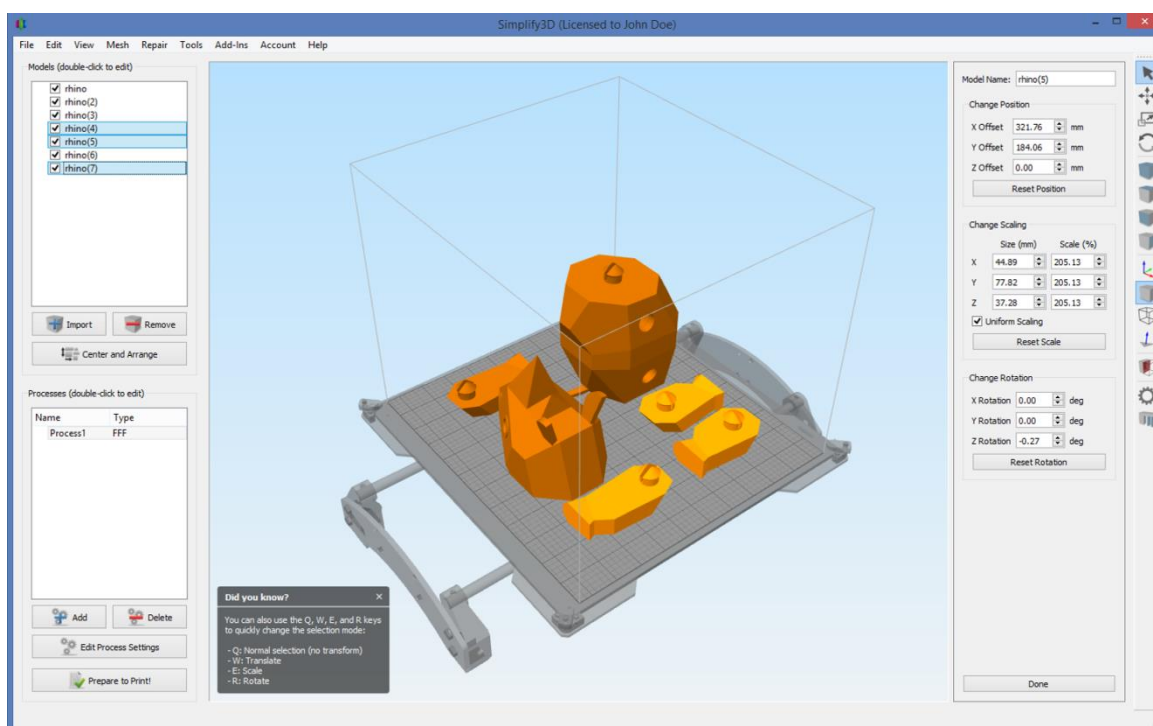 Simplify3D (Licensed to John Doe)
File Edit View Mesh Repair Tools Add-Ins Account Help
Models (double-click to edit)
rhino
rhino(2)
rhino(3)
rhino(4)
rhino(5)
rhino(6)
rhino(7)
Import Remove
Center and Arrange
Processes (double-click to edit)
Name Type
Process1 FFF
Add Delete
Edit Process Settings
Prepare to Print!
Did you know?
You can also use the Q, W, E, and R keys
to quickly change the selection mode:
- Q: Normal selection (no transform)
- W: Translate
- E: Scale
- R: Rotate
Model Name: rhino(5)
Change Position
X Offset 321.76 mm
Y Offset 184.06 mm
Z Offset 0.00 mm
Reset Position
Change Scaling
Size (mm) Scale (%)
X 44.89 205.13
Y 77.82 205.13
Z 37.28 205.13
Uniform Scaling
Reset Scale
Change Rotation
X Rotation 0.00 deg
Y Rotation 0.00 deg
Z Rotation -0.27 deg
Reset Rotation
Done